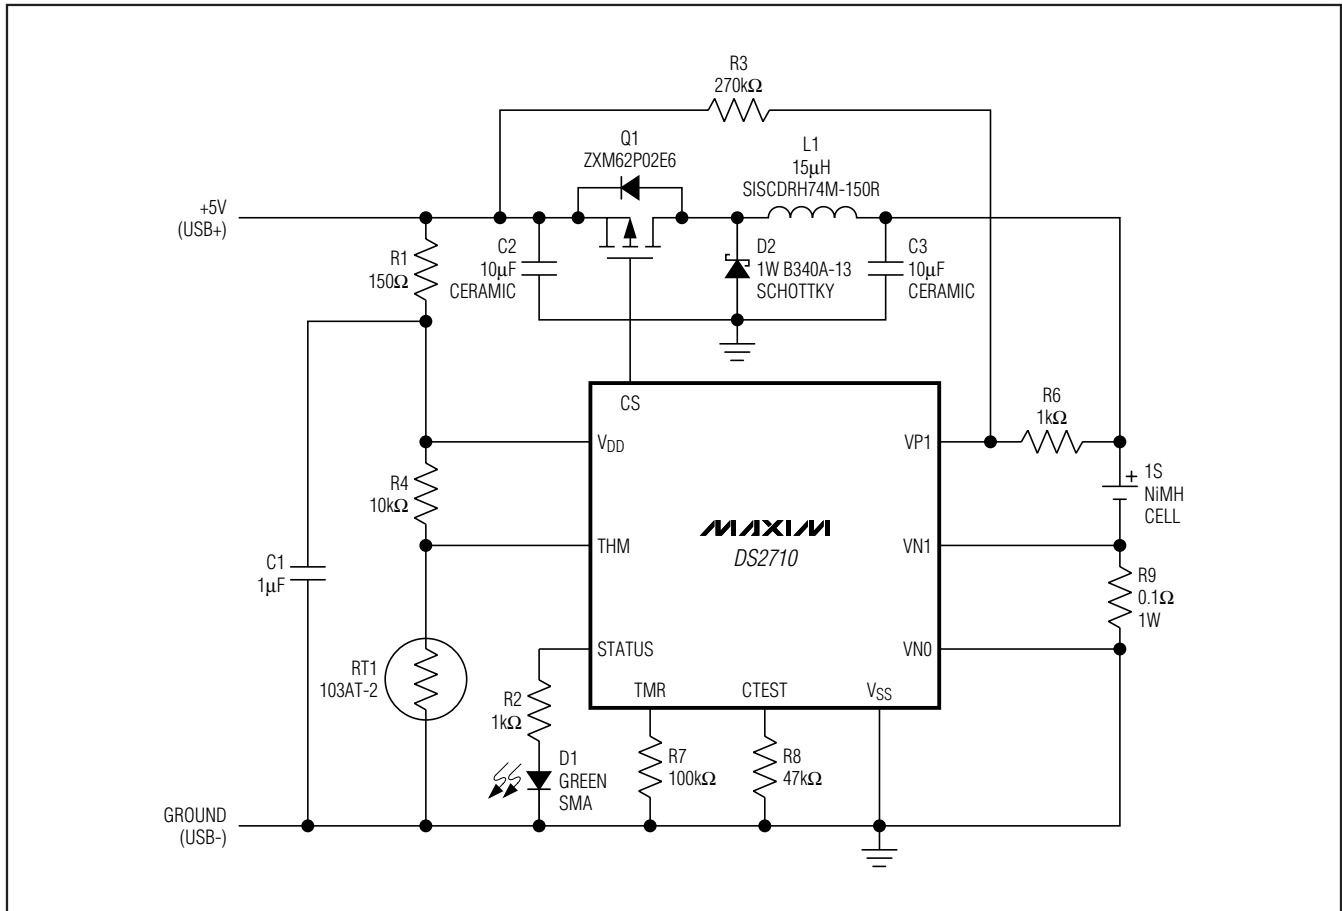 R3
270kΩ
Q1
ZXM62P02E6
L1
15µH
SISCDRH74M-150R
+5V
(USB+)
R1
150Ω
C2
10µF
CERAMIC
D2
1W B340A-13
SCHOTTKY
C3
10µF
CERAMIC
CS
R6
1kΩ
VDD
VP1
R4
10kΩ
+
1S
NiMH
CELL
MAXIM
DS2710
THM
VN1
C1
1µF
R9
0.1Ω
1W
STATUS
VN0
RT1
103AT-2
R2
1kΩ
TMR
CTEST
VSS
R7
100kΩ
R8
47kΩ
D1
GREEN
SMA
GROUND
(USB-)